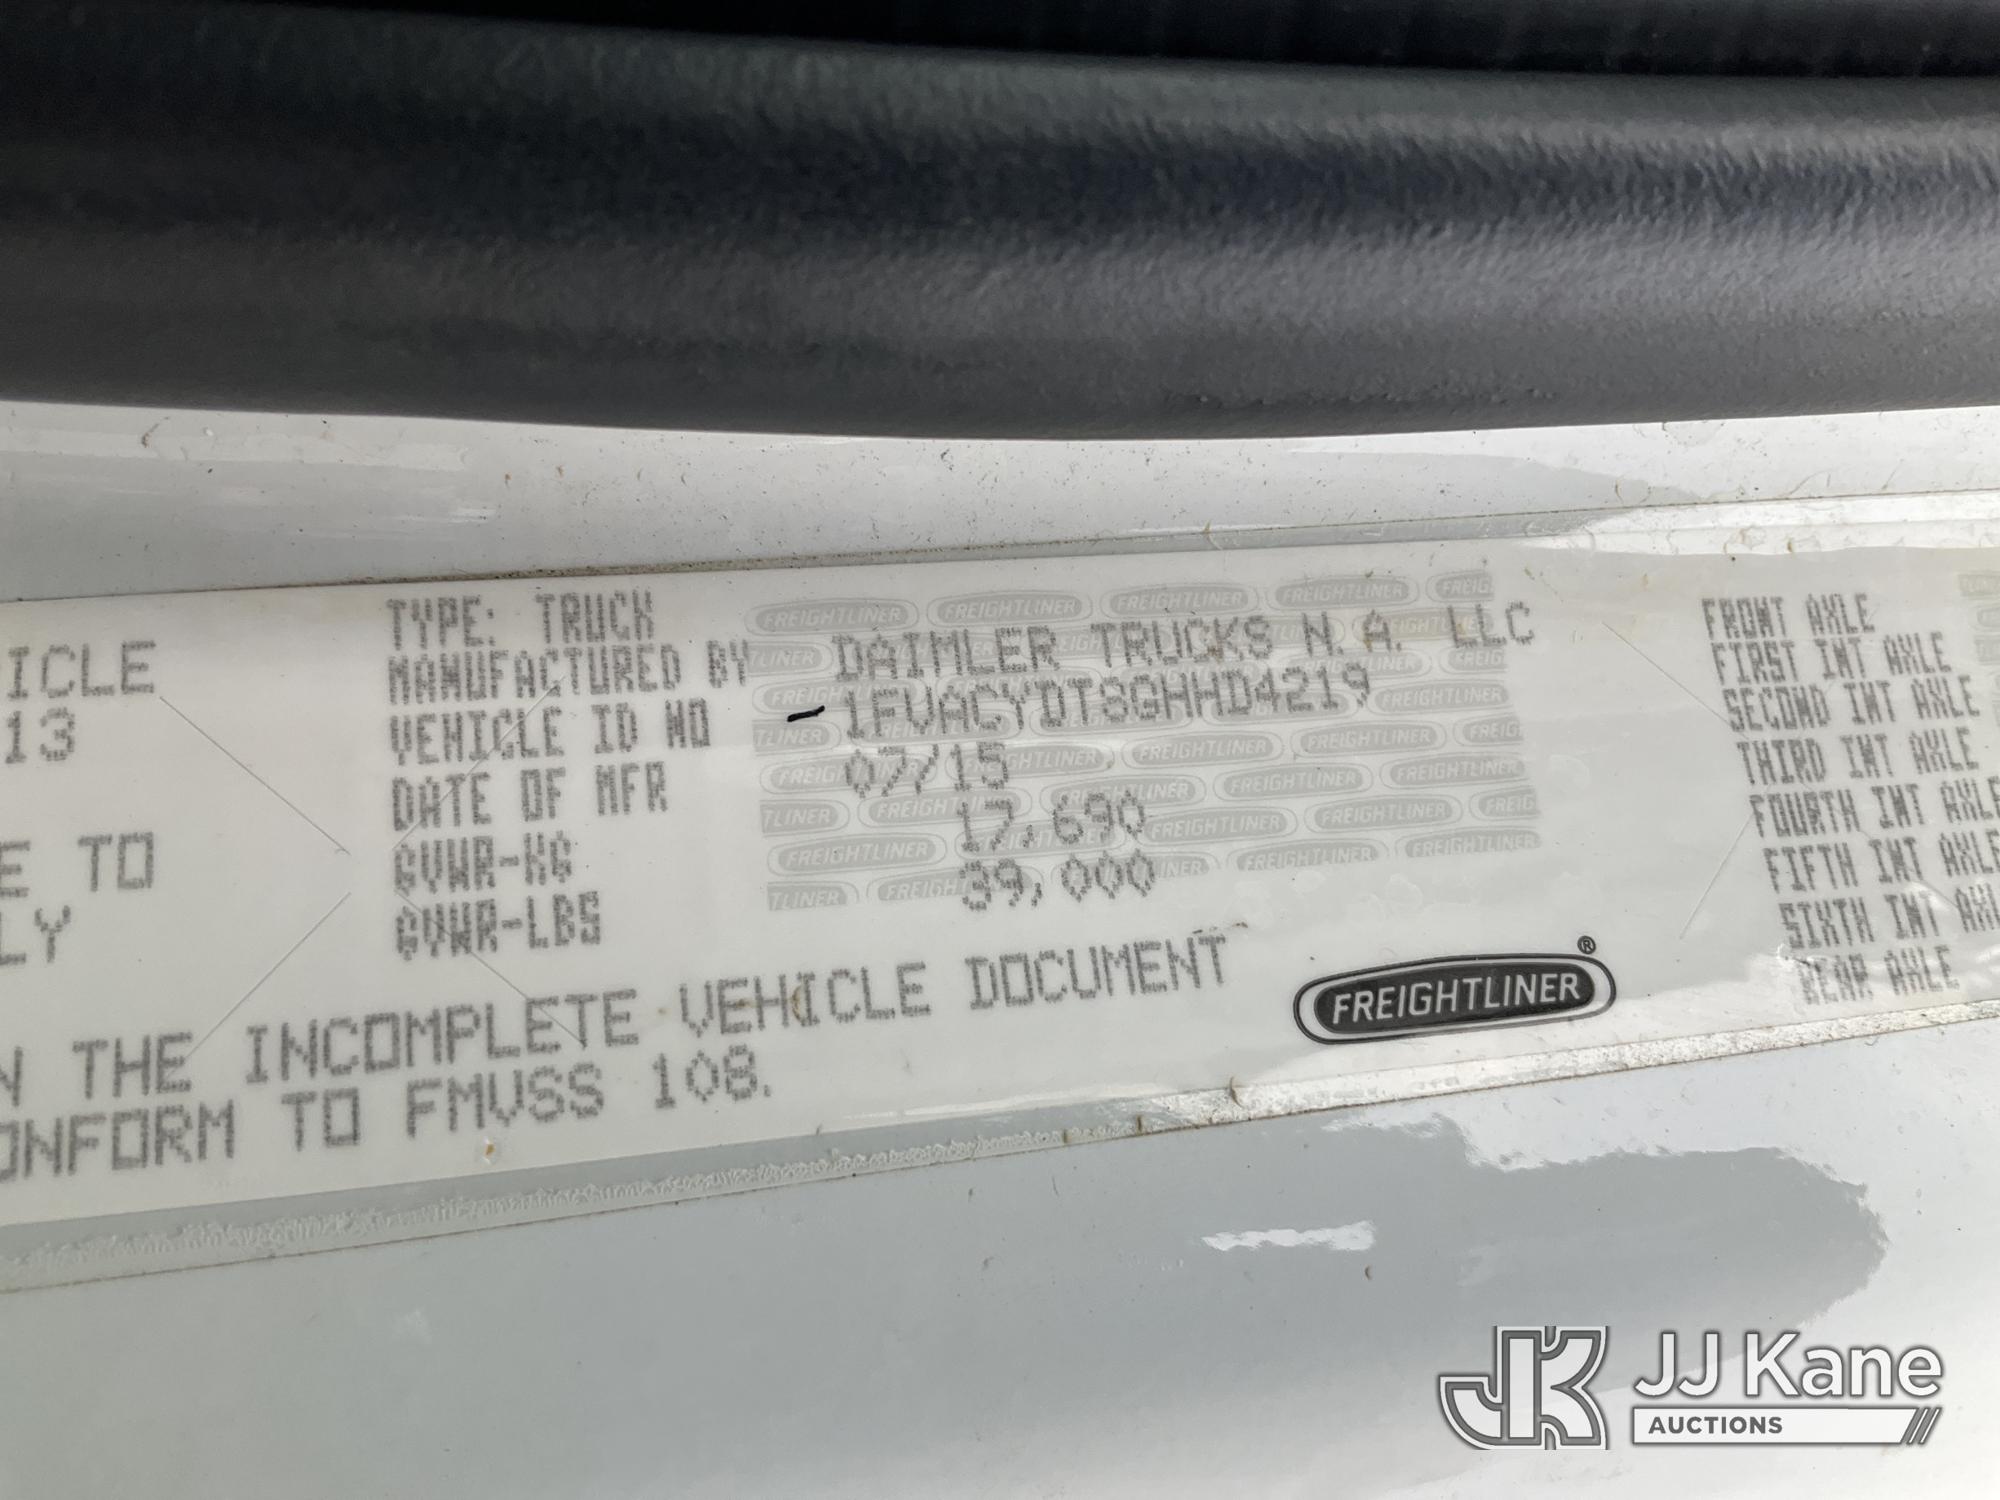 ICLE
13
E TO
LY
TYPE: TRUCK
MANUFACTURED BY DAIMLER TRUCKS N.A. LLC
VEHICLE ID NO 1FVACYDT8GHHD4219
DATE OF MFR 07/15
GVWR-KG 17,690
GVWR-LBS 39,000
N THE INCOMPLETE VEHICLE DOCUMENT
ONFORM TO FMVSS 108.
FREIGHTLINER®
FRONT AXLE
FIRST INT AXLE
SECOND INT AXLE
THIRD INT AXLE
FOURTH INT AXLE
FIFTH INT AXLE
SIXTH INT AXL
REAR AXLE
JJ Kane
AUCTIONS